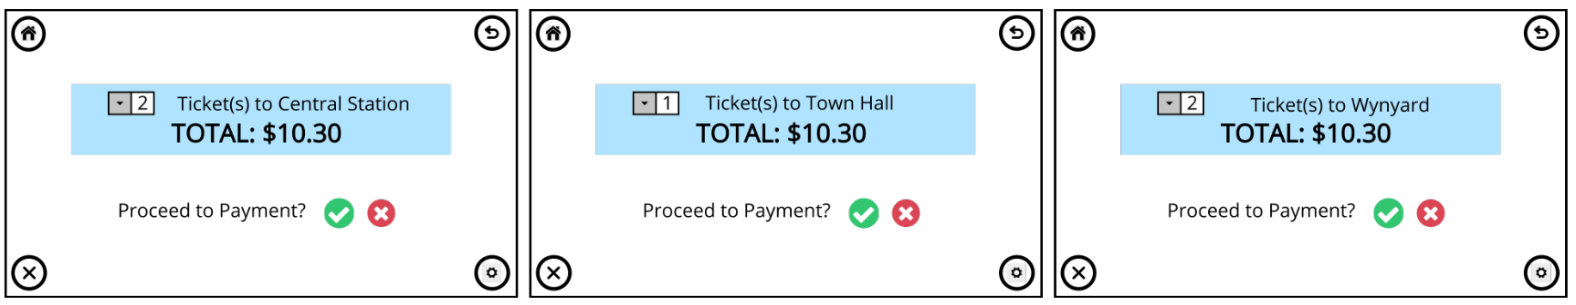 2 Ticket(s) to Central Station
TOTAL: $10.30
Proceed to Payment?
1 Ticket(s) to Town Hall
TOTAL: $10.30
Proceed to Payment?
2 Ticket(s) to Wynyard
TOTAL: $10.30
Proceed to Payment?